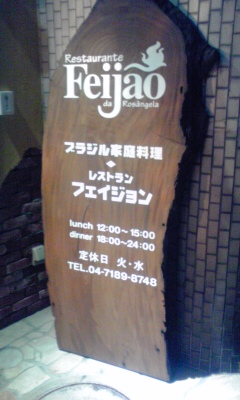 Restaurante
Feijão
da Rosângela
ブラジル家庭料理
レストラン
フェイジョン
lunch 12:00〜15:00
dinner 18:00〜24:00
定休日 火・水
TEL.04-7189-8748